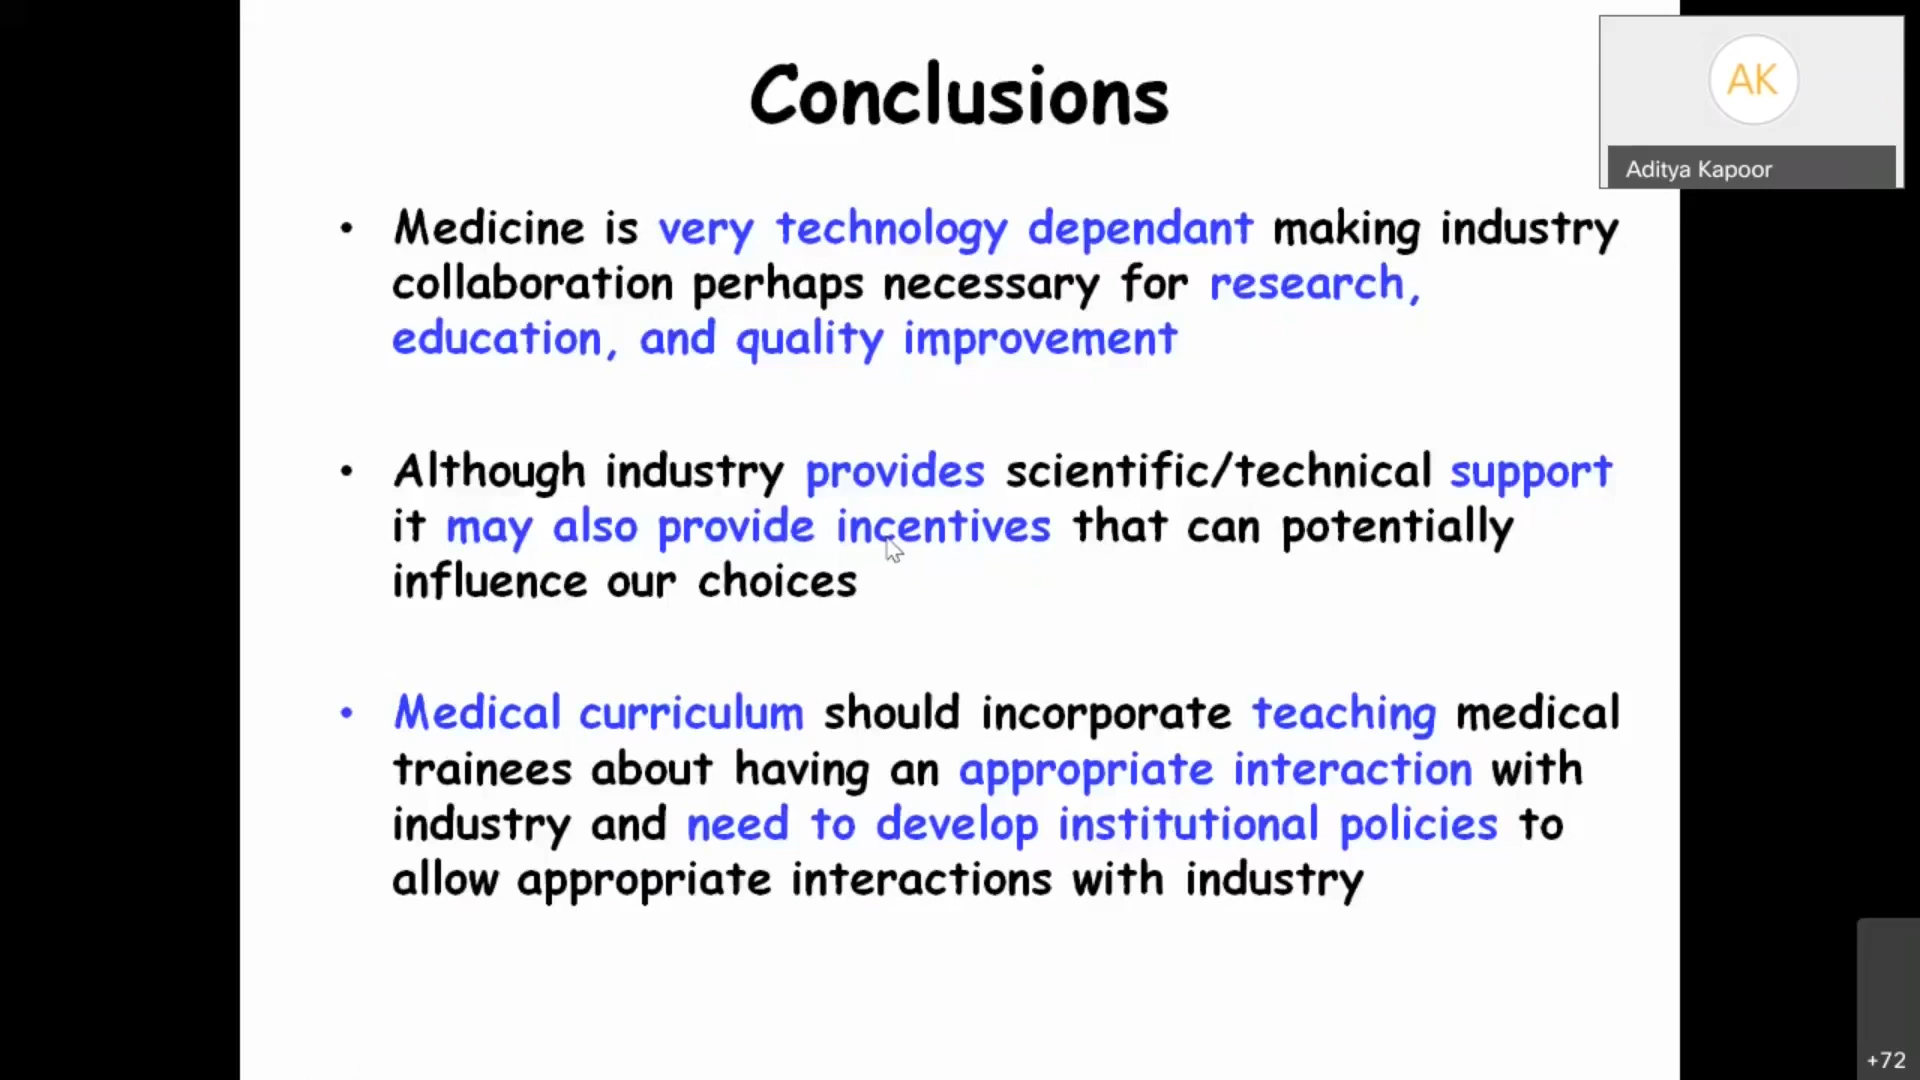 Conclusions
AK
Aditya Kapoor
• Medicine is very technology dependant making industry
collaboration perhaps necessary for research,
education, and quality improvement
• Although industry provides scientific/technical support
it may also provide incentives that can potentially
influence our choices
• Medical curriculum should incorporate teaching medical
trainees about having an appropriate interaction with
industry and need to develop institutional policies to
allow appropriate interactions with industry
+72